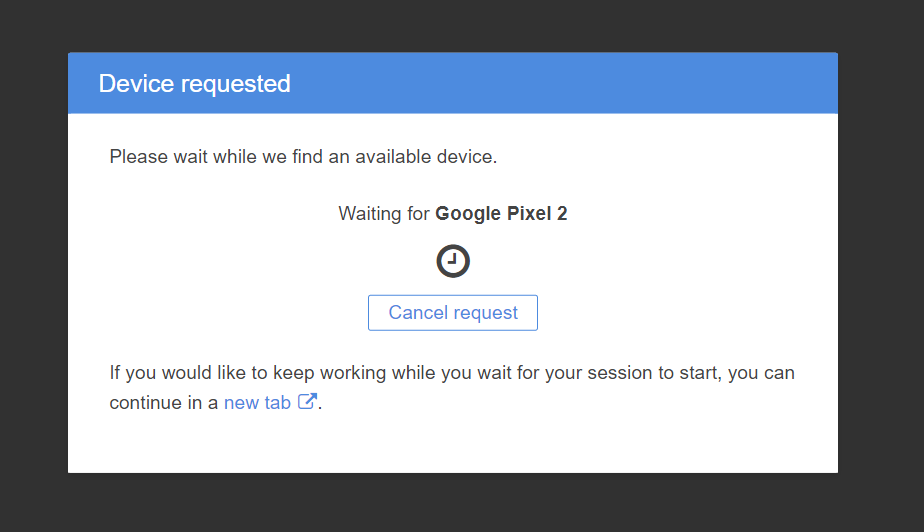 Device requested
Please wait while we find an available device.
Waiting for Google Pixel 2
Cancel request
If you would like to keep working while you wait for your session to start, you can
continue in a new tab.